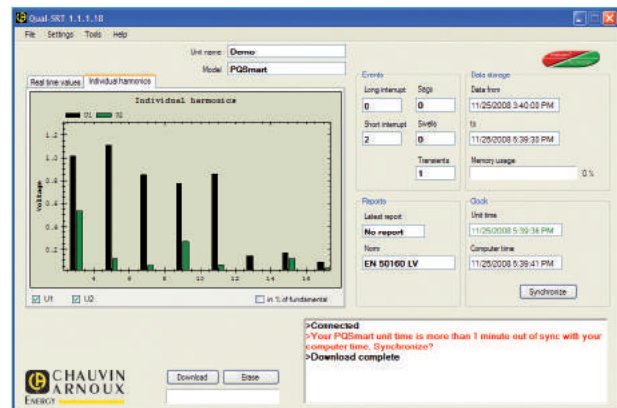 Qual-SRT 1.1.1.18
File Settings Tools Help
Unit name Demo
Model PQSmart
Real time values Individual harmonics
Individual harmonics
U1 U2
Voltage
1.2
1.0
0.8
0.6
0.4
0.2
4 6 8 10 12 14 16
U1 U2 in % of fundamental
Events
Long interrupt Sags
0 0
Short interrupt Swells
2 0
Transients
1
Data storage
Data from
11/25/2008 3:40:00 PM
to
11/25/2008 5:39:30 PM
Memory usage
0 %
Reports
Latest report
No report
Norm
EN 50160 LV
Clock
Unit time
11/25/2008 5:39:36 PM
Computer time
11/25/2008 5:39:41 PM
Synchronize
>Connected
>Your PQSmart unit time is more than 1 minute out of sync with your
computer time. Synchronize?
>Download complete
CHAUVIN
ARNOUX
ENERGY
Download Erase